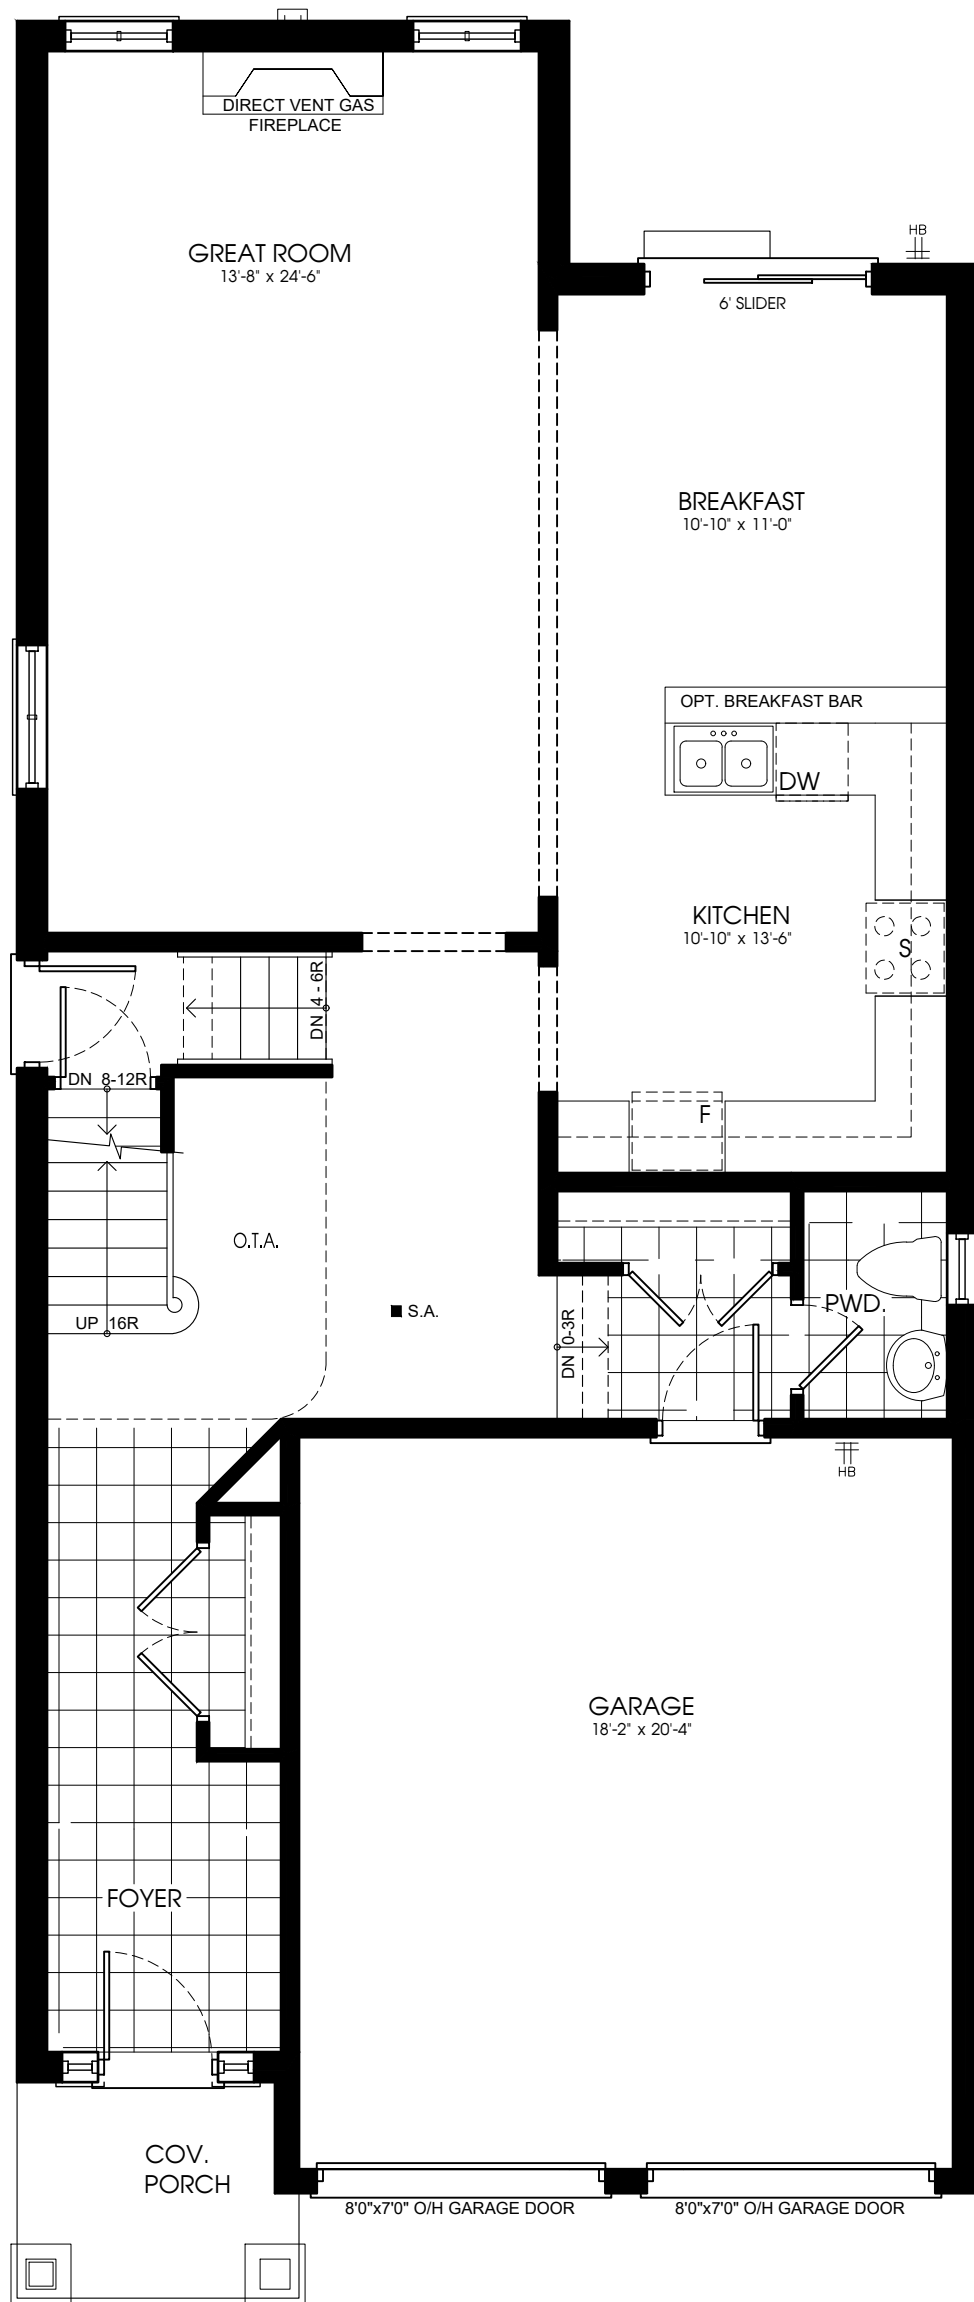 DIRECT VENT GAS
FIREPLACE
GREAT ROOM
13'-8" x 24'-6"
HB
6' SLIDER
BREAKFAST
10'-10" x 11'-0"
OPT. BREAKFAST BAR
DW
KITCHEN
10'-10" x 13'-6"
S
DN 4 - 6R
DN 8-12R
F
O.T.A.
S.A.
UP 16R
DN 0-3R
PWD.
HB
GARAGE
18'-2" x 20'-4"
FOYER
COV.
PORCH
8'0"x7'0" O/H GARAGE DOOR
8'0"x7'0" O/H GARAGE DOOR